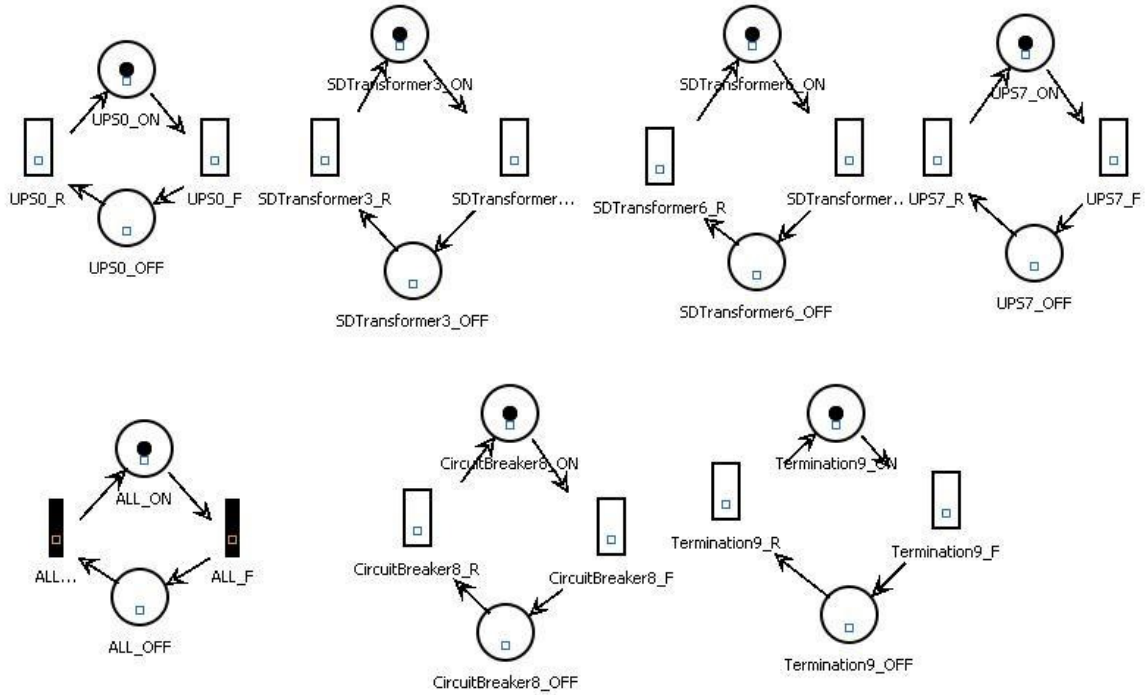 UPS0_ON
UPS0_R
UPS0_F
UPS0_OFF
SDTransformer3_ON
SDTransformer3_R
SDTransformer...
SDTransformer3_OFF
SDTransformer6_ON
SDTransformer6_R
SDTransformer..
SDTransformer6_OFF
UPS7_ON
UPS7_R
UPS7_F
UPS7_OFF
ALL_ON
ALL...
ALL_F
ALL_OFF
CircuitBreaker8_ON
CircuitBreaker8_R
CircuitBreaker8_F
CircuitBreaker8_OFF
Termination9_ON
Termination9_R
Termination9_F
Termination9_OFF